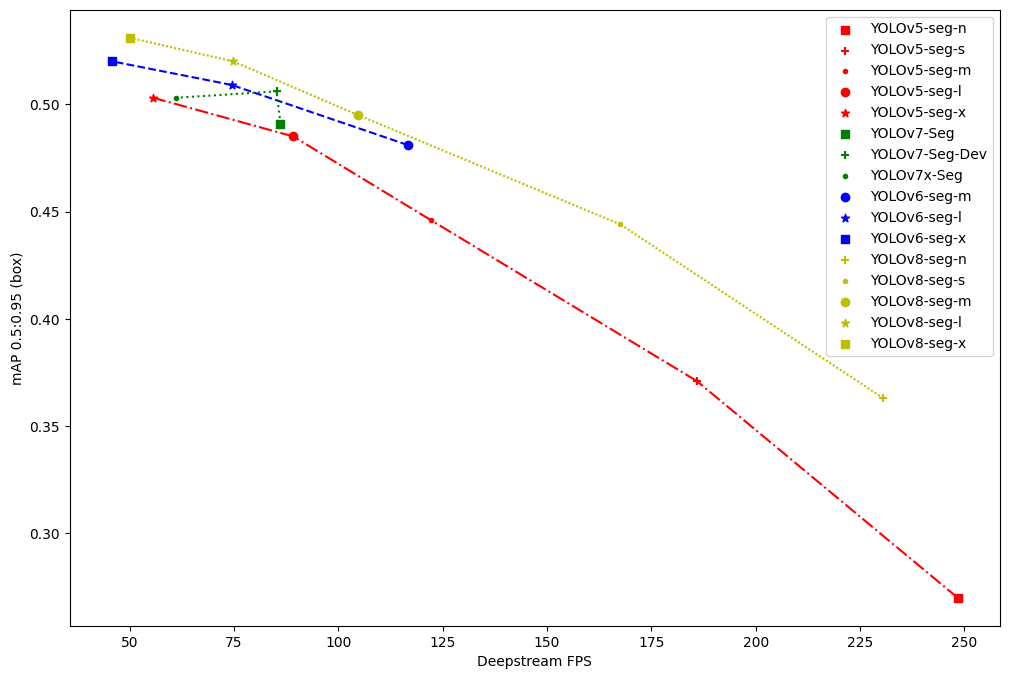 YOLOv5-seg-n
YOLOv5-seg-s
YOLOv5-seg-m
YOLOv5-seg-l
YOLOv5-seg-x
YOLOv7-Seg
YOLOv7-Seg-Dev
YOLOv7x-Seg
YOLOv6-seg-m
YOLOv6-seg-l
YOLOv6-seg-x
YOLOv8-seg-n
YOLOv8-seg-s
YOLOv8-seg-m
YOLOv8-seg-l
YOLOv8-seg-x
mAP 0.5:0.95 (box)
0.50
0.45
0.40
0.35
0.30
50 75 100 125 150 175 200 225 250
Deepstream FPS